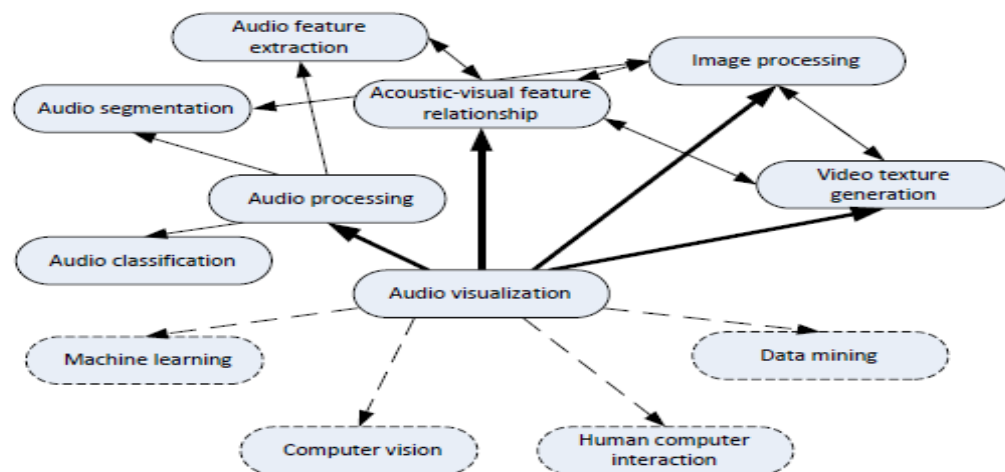 Audio feature
extraction
Image processing
Audio segmentation
Acoustic-visual feature
relationship
Video texture
generation
Audio processing
Audio classification
Audio visualization
Machine learning
Data mining
Computer vision
Human computer
interaction